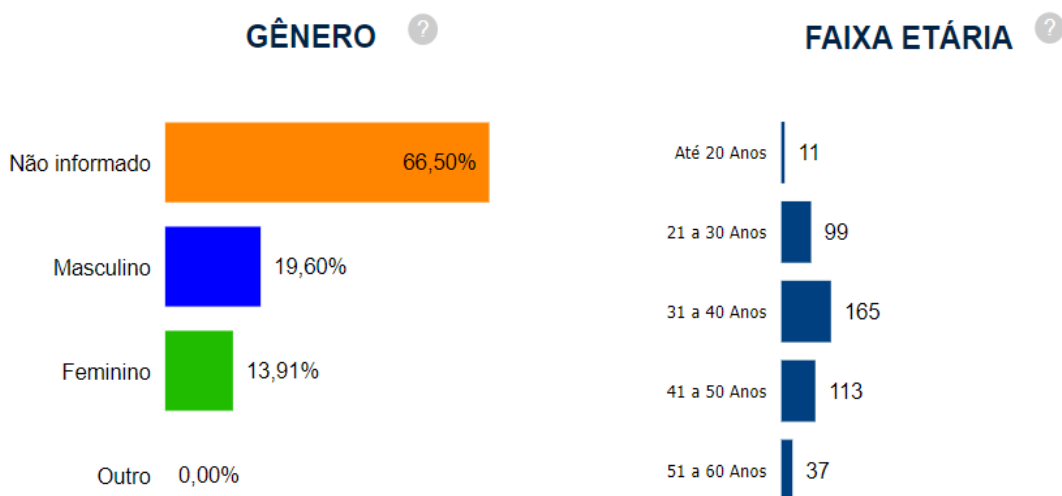 GÊNERO ?
Não informado 66,50%
Masculino 19,60%
Feminino 13,91%
Outro 0,00%
FAIXA ETÁRIA ?
Até 20 Anos 11
21 a 30 Anos 99
31 a 40 Anos 165
41 a 50 Anos 113
51 a 60 Anos 37